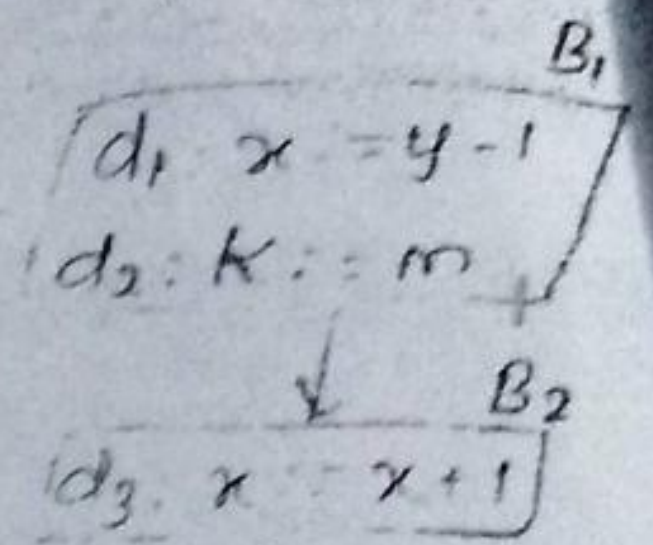 B1
d1 x := y - 1
d2 : K := m
B2
d3. x := x + 1